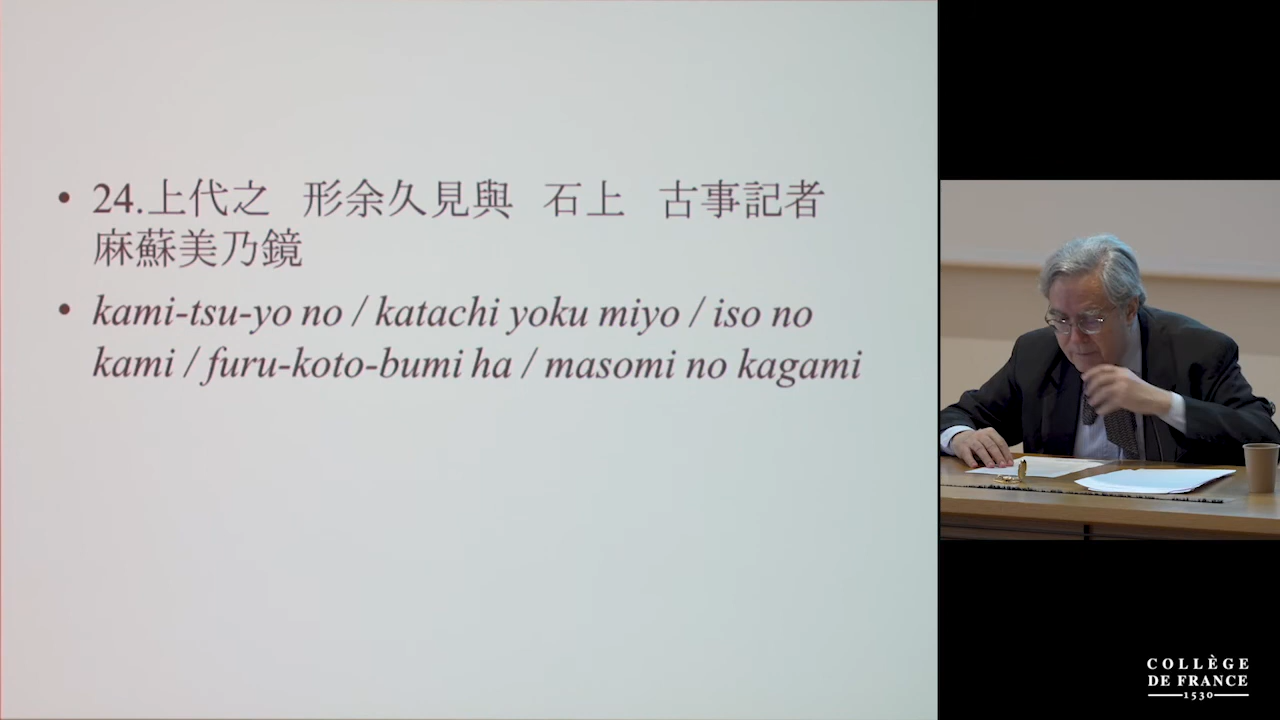 • 24.上代之 形余久見與 石上 古事記者
麻蘇美乃鏡
• kami-tsu-yo no / katachi yoku miyo / iso no
kami / furu-koto-bumi ha / masomi no kagami
COLLÈGE
DE FRANCE
1530